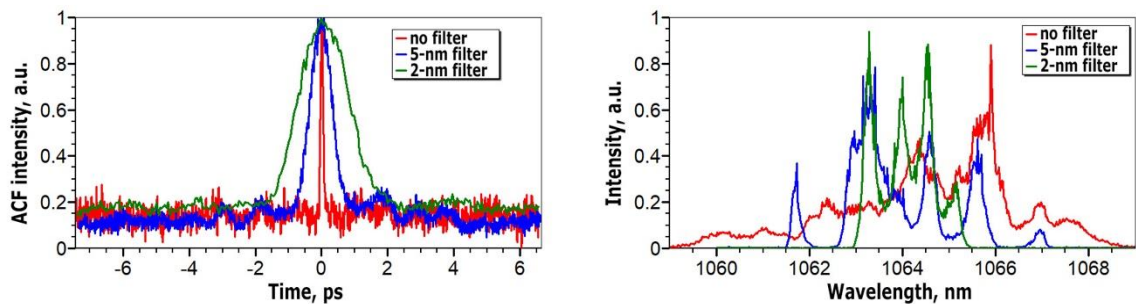 1
0.8
0.6
0.4
0.2
0
ACF intensity, a.u.
-6
-4
-2
0
2
4
6
Time, ps
no filter
5-nm filter
2-nm filter
1
0.8
0.6
0.4
0.2
0
Intensity, a.u.
1060
1062
1064
1066
1068
Wavelength, nm
no filter
5-nm filter
2-nm filter